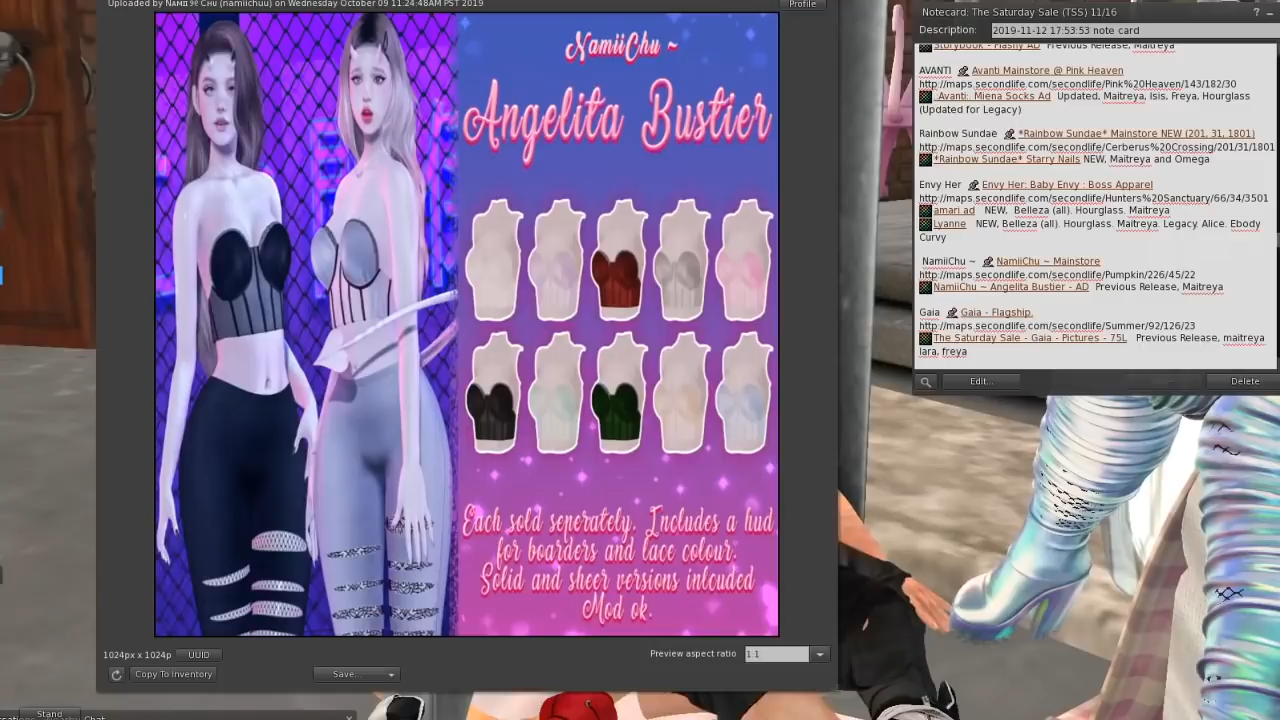 Uploaded by Namii (namiichuu) on Wednesday October 09 11:24:48AM PST 2019
Profile
NamiiChu ~
Angelita Bustier
Each sold seperately. Includes a hud
for boarders and lace colour.
Solid and sheer versions inlcuded
Mod ok.
1024px x 1024p
UUID
Preview aspect ratio
1:1
Copy To Inventory
Save...
Stand
Chat
Notecard: The Saturday Sale (TSS) 11/16
?
Description:
2019-11-12 17:53:53 note card
Storybook - Flashy AD Previous Release, Maitreya
AVANTI Avanti Mainstore @ Pink Heaven
http://maps.secondlife.com/secondlife/Pink%20Heaven/143/182/30
Avanti: Mena Socks Ad Updated, Maitreya, Isis, Freya, Hourglass
(Updated for Legacy)
Rainbow Sundae *Rainbow Sundae* Mainstore NEW (201, 31, 1801)
http://maps.secondlife.com/secondlife/Cerberus%20Crossing/201/31/1801
*Rainbow Sundae* Starry Nails NEW, Maitreya and Omega
Envy Her Envy Her: Baby Envy : Boss Apparel
http://maps.secondlife.com/secondlife/Hunters%20Sanctuary/66/34/3501
amari ad NEW, Belleza (all). Hourglass. Maitreya
Lyanne NEW, Belleza (all). Hourglass. Maitreya. Legacy. Alice. Ebody
Curvy
NamiiChu ~ NamiiChu ~ Mainstore
http://maps.secondlife.com/secondlife/Pumpkin/226/45/22
NamiiChu ~ Angelita Bustier - AD Previous Release, Maitreya
Gaia Gaia - Flagship.
http://maps.secondlife.com/secondlife/Summer/92/126/23
The Saturday Sale - Gaia - Pictures - 75L Previous Release, maitreya
lara, freya
Edit...
Delete